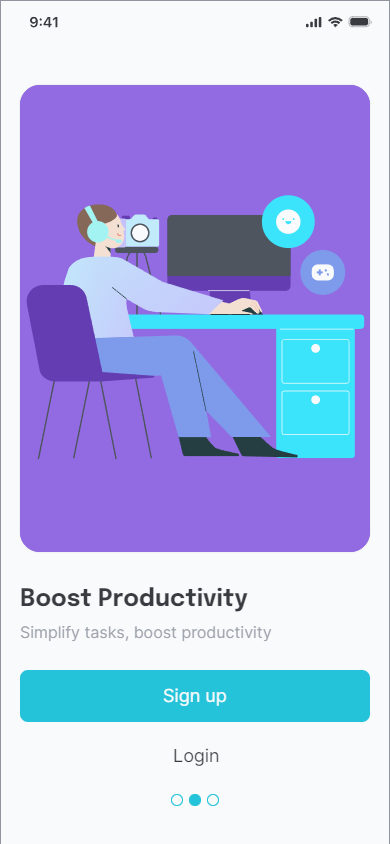 9:41
Boost Productivity
Simplify tasks, boost productivity
Sign up
Login